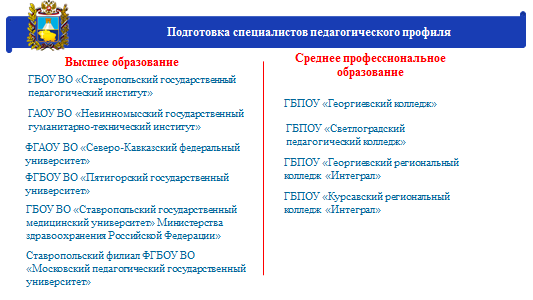 Подготовка специалистов педагогического профиля
Высшее образование
ГБОУ ВО «Ставропольский государственный
педагогический институт»
ГАОУ ВО «Невинномысский государственный
гуманитарно-технический институт»
ФГАОУ ВО «Северо-Кавказский федеральный
университет»
ФГБОУ ВО «Пятигорский государственный
университет»
ГБОУ ВО «Ставропольский государственный
медицинский университет» Министерства
здравоохранения Российской Федерации»
Ставропольский филиал ФГБОУ ВО
«Московский педагогический государственный
университет»
Среднее профессиональное
образование
ГБПОУ «Георгиевский колледж»
ГБПОУ «Светлоградский
педагогический колледж»
ГБПОУ «Георгиевский региональный
колледж «Интеграл»
ГБПОУ «Курсавский региональный
колледж «Интеграл»